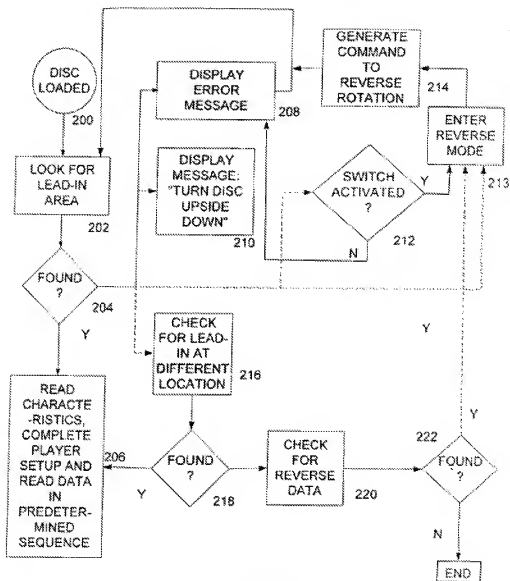 DISC
LOADED
200
LOOK FOR
LEAD-IN
AREA
202
FOUND
?
204
Y
READ
CHARACTE
-RISTICS,
COMPLETE
PLAYER
SETUP AND
READ DATA
IN
PREDETER-
MINED
SEQUENCE
206
DISPLAY
ERROR
MESSAGE
208
DISPLAY
MESSAGE:
"TURN DISC
UPSIDE
DOWN"
210
GENERATE
COMMAND
TO
REVERSE
ROTATION
214
ENTER
REVERSE
MODE
213
SWITCH
ACTIVATED
?
Y
212
N
CHECK
FOR LEAD-
IN AT
DIFFERENT
LOCATION
216
FOUND
?
Y
218
CHECK
FOR
REVERSE
DATA
220
Y
Y
222
FOUND
?
N
END